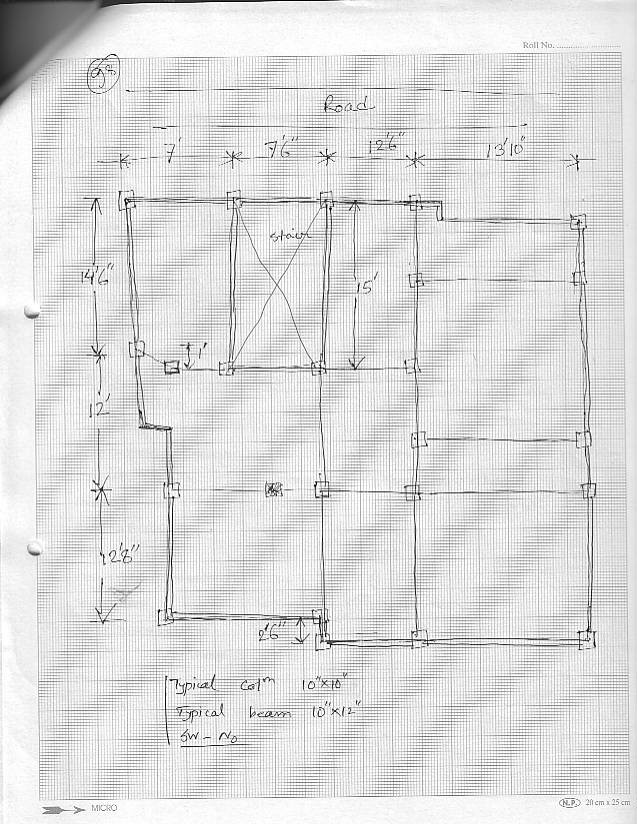 Roll No.
Road
7' 7'6" 12'6" 13'10"
stair
14'6"
15'
1'
12'
12'8"
2'6"
Typical colm 10"x10"
Typical beam 10"x12"
SW - No
MICRO
N.P. 20 cm x 25 cm